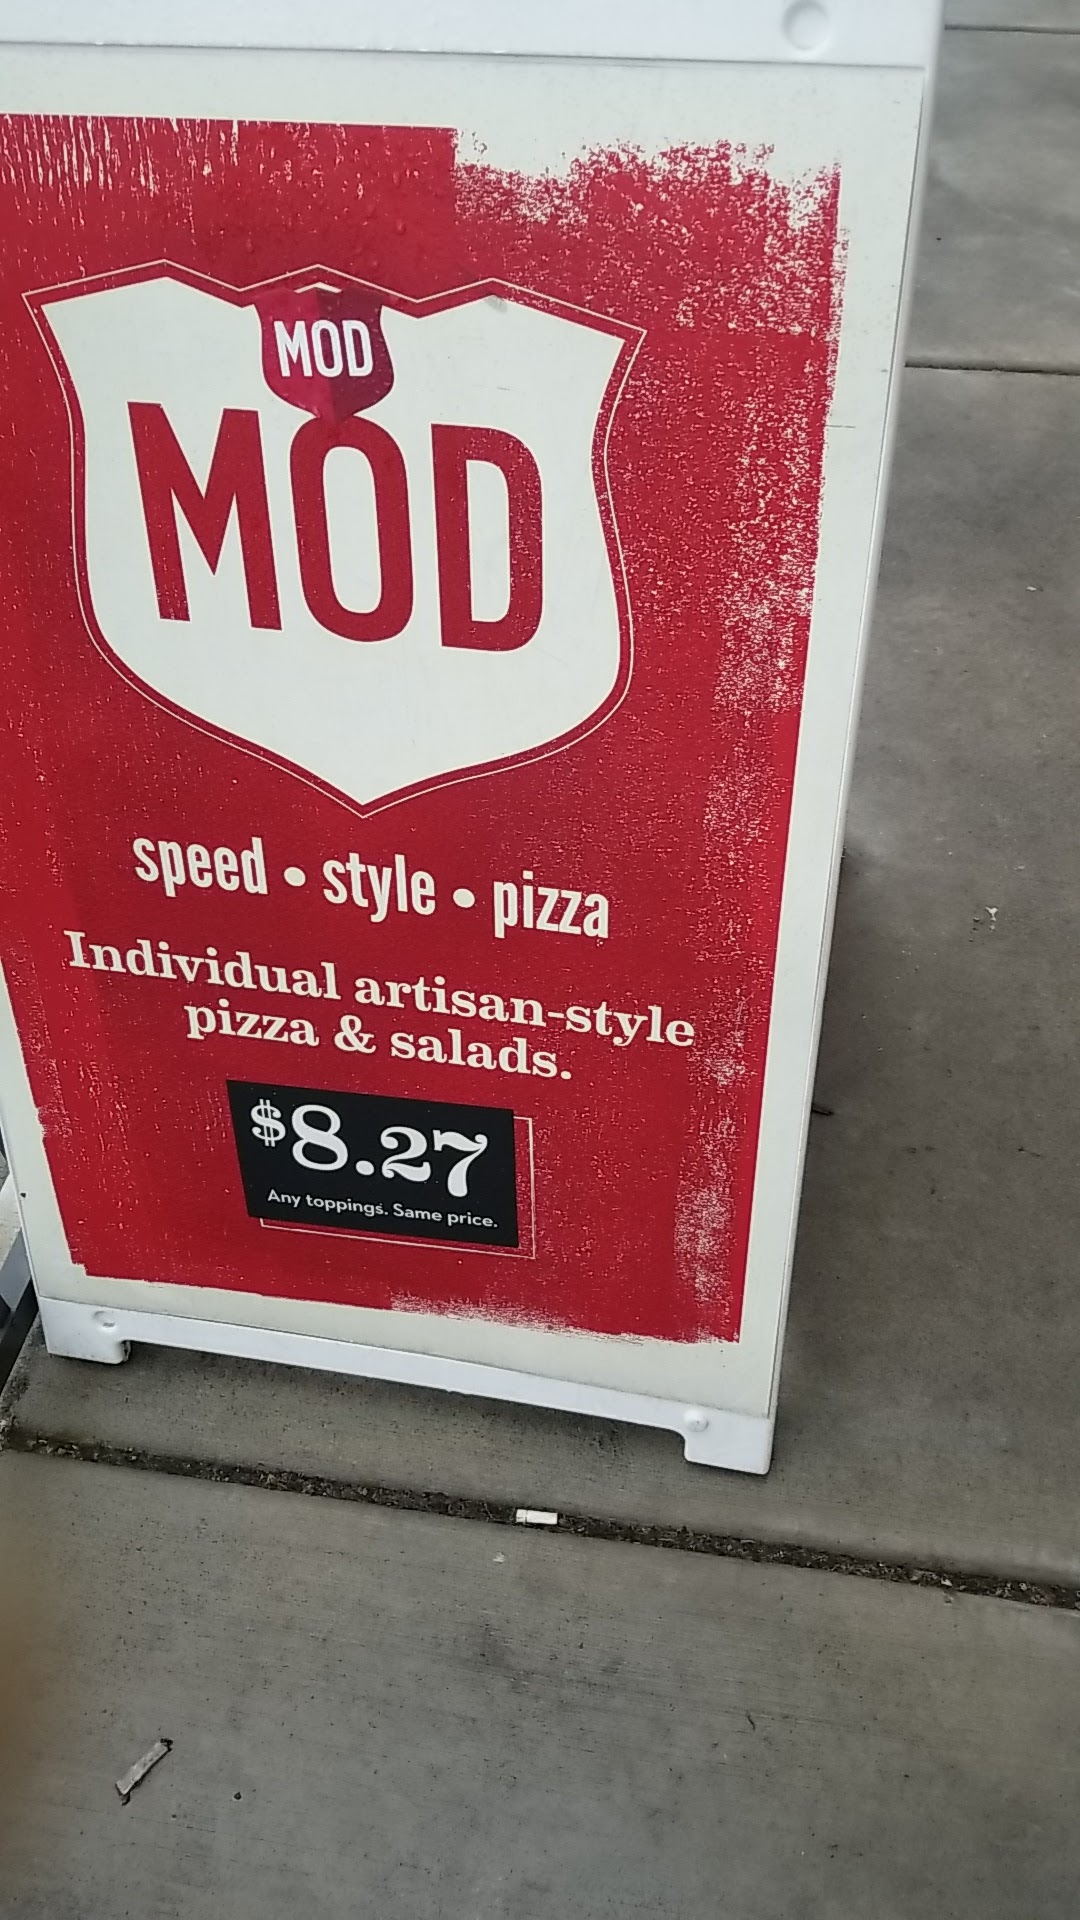 MOD
MOD
speed • style • pizza
Individual artisan-style
pizza & salads.
$8.27
Any toppings. Same price.